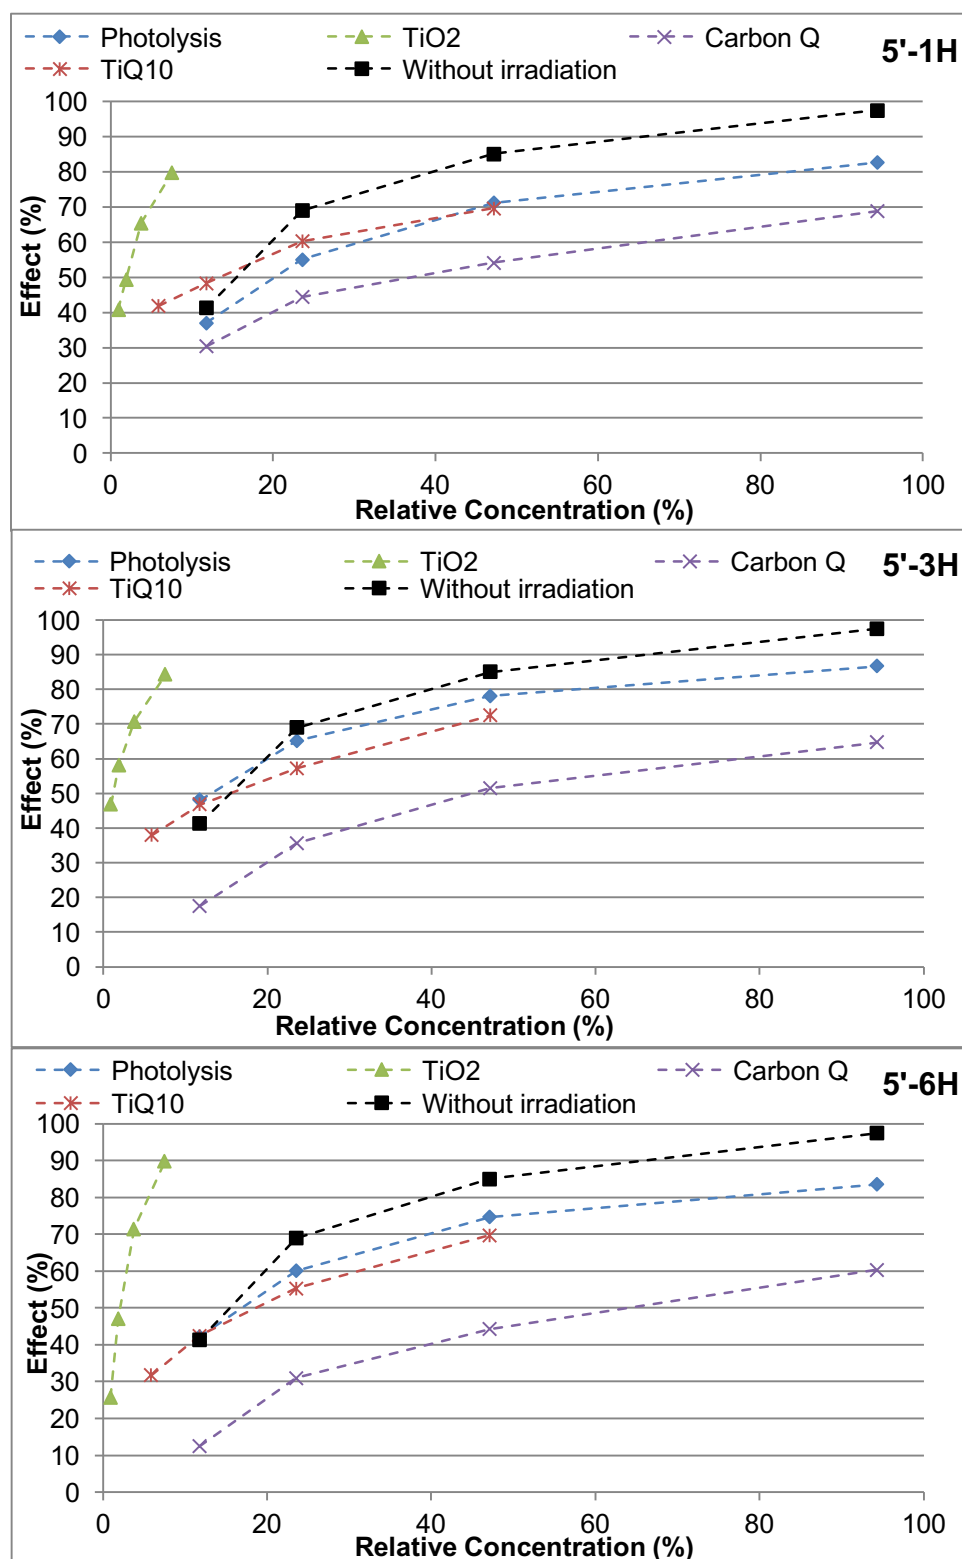 Photolysis TiO2 Carbon Q 5'-1H
TiQ10 Without irradiation
100
90
80
70
60
50
40
30
20
10
0
Effect (%)
0 20 40 60 80 100
Relative Concentration (%)
Photolysis TiO2 Carbon Q 5'-3H
TiQ10 Without irradiation
100
90
80
70
60
50
40
30
20
10
0
Effect (%)
0 20 40 60 80 100
Relative Concentration (%)
Photolysis TiO2 Carbon Q 5'-6H
TiQ10 Without irradiation
100
90
80
70
60
50
40
30
20
10
0
Effect (%)
0 20 40 60 80 100
Relative Concentration (%)